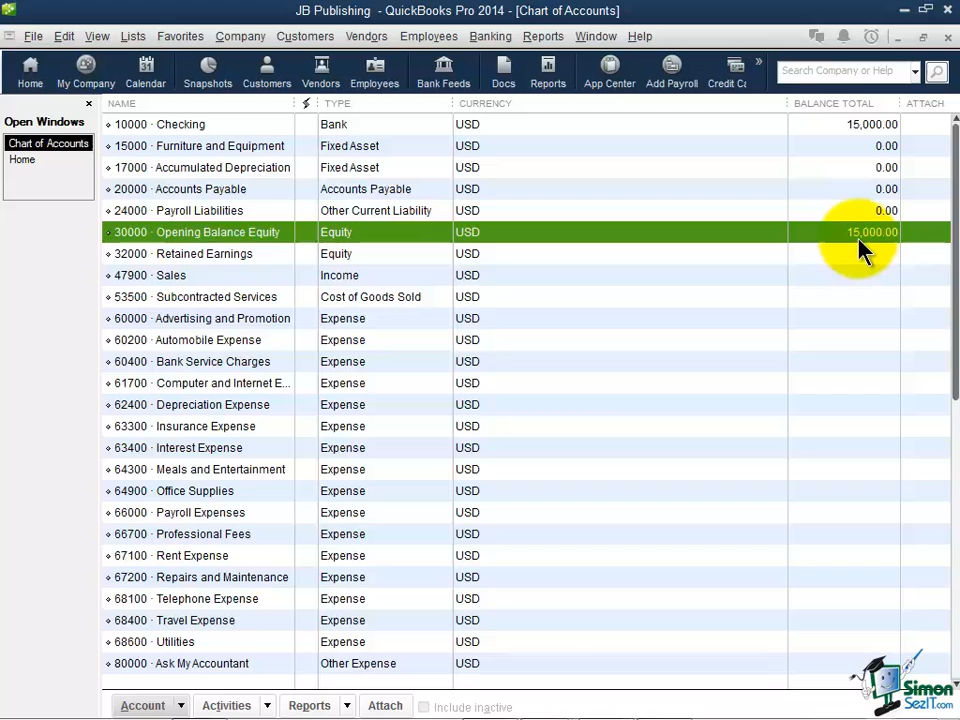 JB Publishing - QuickBooks Pro 2014 - [Chart of Accounts]
File Edit View Lists Favorites Company Customers Vendors Employees Banking Reports Window Help
Home My Company Calendar Snapshots Customers Vendors Employees Bank Feeds Docs Reports App Center Add Payroll Credit Ca » Search Company or Help
NAME TYPE CURRENCY BALANCE TOTAL ATTACH
Open Windows
Chart of Accounts
Home
10000 · Checking Bank USD 15,000.00
15000 · Furniture and Equipment Fixed Asset USD 0.00
17000 · Accumulated Depreciation Fixed Asset USD 0.00
20000 · Accounts Payable Accounts Payable USD 0.00
24000 · Payroll Liabilities Other Current Liability USD 0.00
30000 · Opening Balance Equity Equity USD 15,000.00
32000 · Retained Earnings Equity USD
47900 · Sales Income USD
53500 · Subcontracted Services Cost of Goods Sold USD
60000 · Advertising and Promotion Expense USD
60200 · Automobile Expense Expense USD
60400 · Bank Service Charges Expense USD
61700 · Computer and Internet E... Expense USD
62400 · Depreciation Expense Expense USD
63300 · Insurance Expense Expense USD
63400 · Interest Expense Expense USD
64300 · Meals and Entertainment Expense USD
64900 · Office Supplies Expense USD
66000 · Payroll Expenses Expense USD
66700 · Professional Fees Expense USD
67100 · Rent Expense Expense USD
67200 · Repairs and Maintenance Expense USD
68100 · Telephone Expense Expense USD
68400 · Travel Expense Expense USD
68600 · Utilities Expense USD
80000 · Ask My Accountant Other Expense USD
Account Activities Reports Attach Include inactive
Simon
SezIT.com